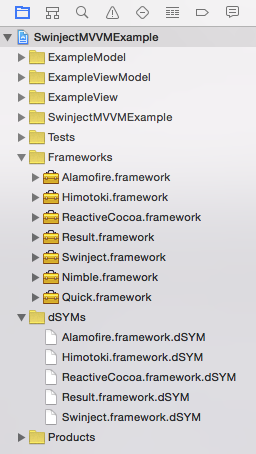 SwinjectMVVMExample
ExampleModel
ExampleViewModel
ExampleView
SwinjectMVVMExample
Tests
Frameworks
Alamofire.framework
Himotoki.framework
ReactiveCocoa.framework
Result.framework
Swinject.framework
Nimble.framework
Quick.framework
dSYMs
Alamofire.framework.dSYM
Himotoki.framework.dSYM
ReactiveCocoa.framework.dSYM
Result.framework.dSYM
Swinject.framework.dSYM
Products